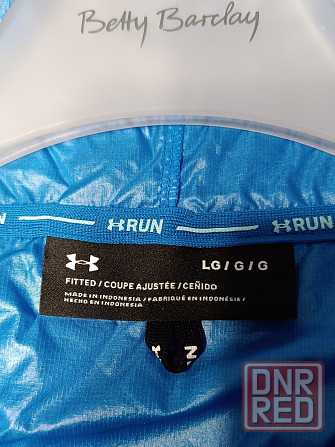 Betty Barclay
RUN RUN
LG / G / G
FITTED / COUPE AJUSTÉE / CEÑIDO
MADE IN INDONESIA / FABRIQUÉ EN INDONÉSIE /
HECHO EN INDONESIA
DNR
RED